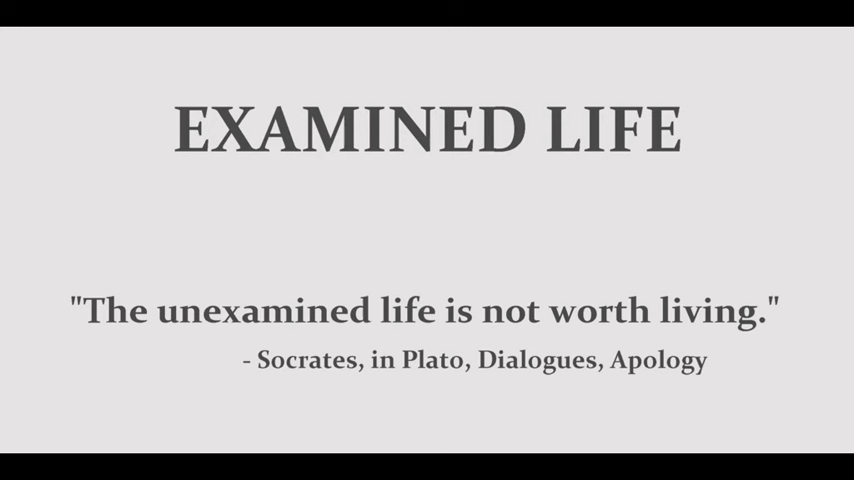 EXAMINED LIFE
"The unexamined life is not worth living."
- Socrates, in Plato, Dialogues, Apology